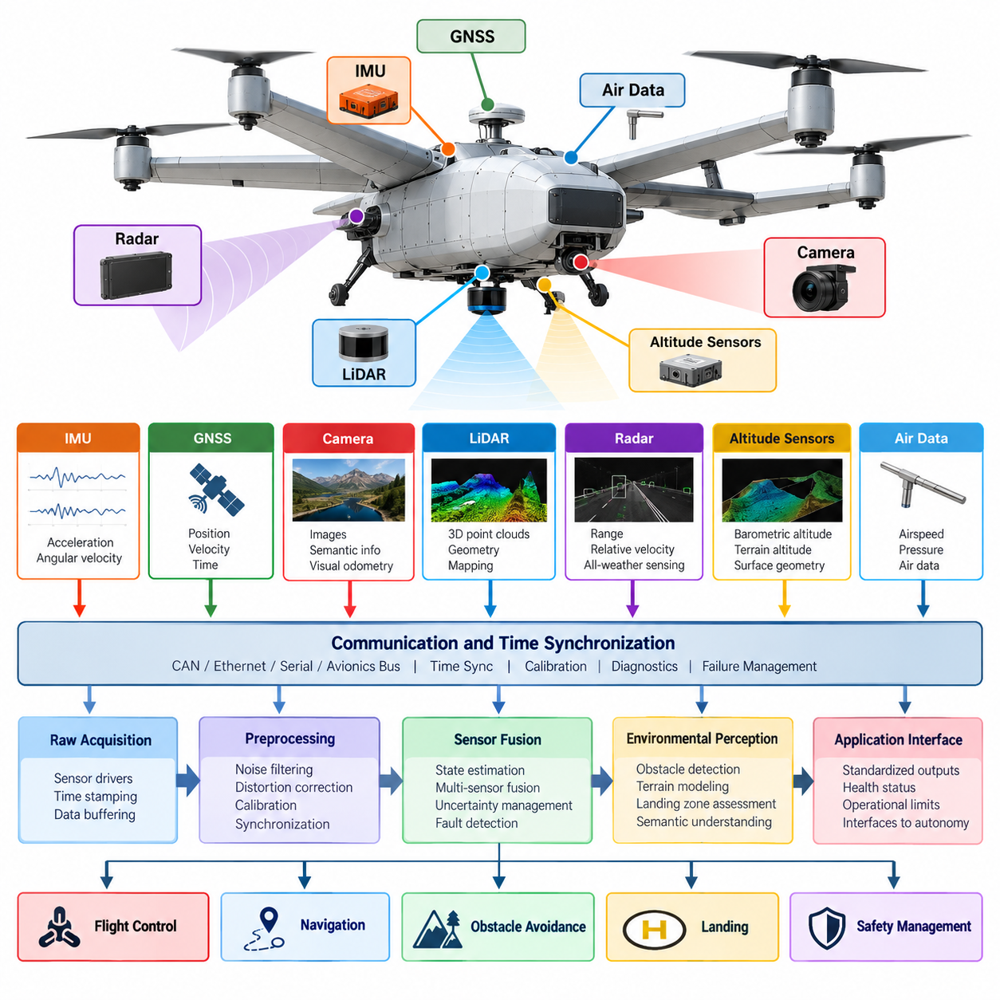 GNSS
IMU
Air Data
Radar
Camera
LiDAR
Altitude Sensors
IMU
Acceleration
Angular velocity
GNSS
Position
Velocity
Time
Camera
Images
Semantic info
Visual odometry
LiDAR
3D point clouds
Geometry
Mapping
Radar
Range
Relative velocity
All-weather sensing
Altitude Sensors
Barometric altitude
Terrain altitude
Surface geometry
Air Data
Airspeed
Pressure
Air data
Communication and Time Synchronization
CAN / Ethernet / Serial / Avionics Bus | Time Sync | Calibration | Diagnostics | Failure Management
Raw Acquisition
Sensor drivers
Time stamping
Data buffering
Preprocessing
Noise filtering
Distortion correction
Calibration
Synchronization
Sensor Fusion
State estimation
Multi-sensor fusion
Uncertainty management
Fault detection
Environmental Perception
Obstacle detection
Terrain modeling
Landing zone assessment
Semantic understanding
Application Interface
Standardized outputs
Health status
Operational limits
Interfaces to autonomy
Flight Control
Navigation
Obstacle Avoidance
H
Landing
Safety Management